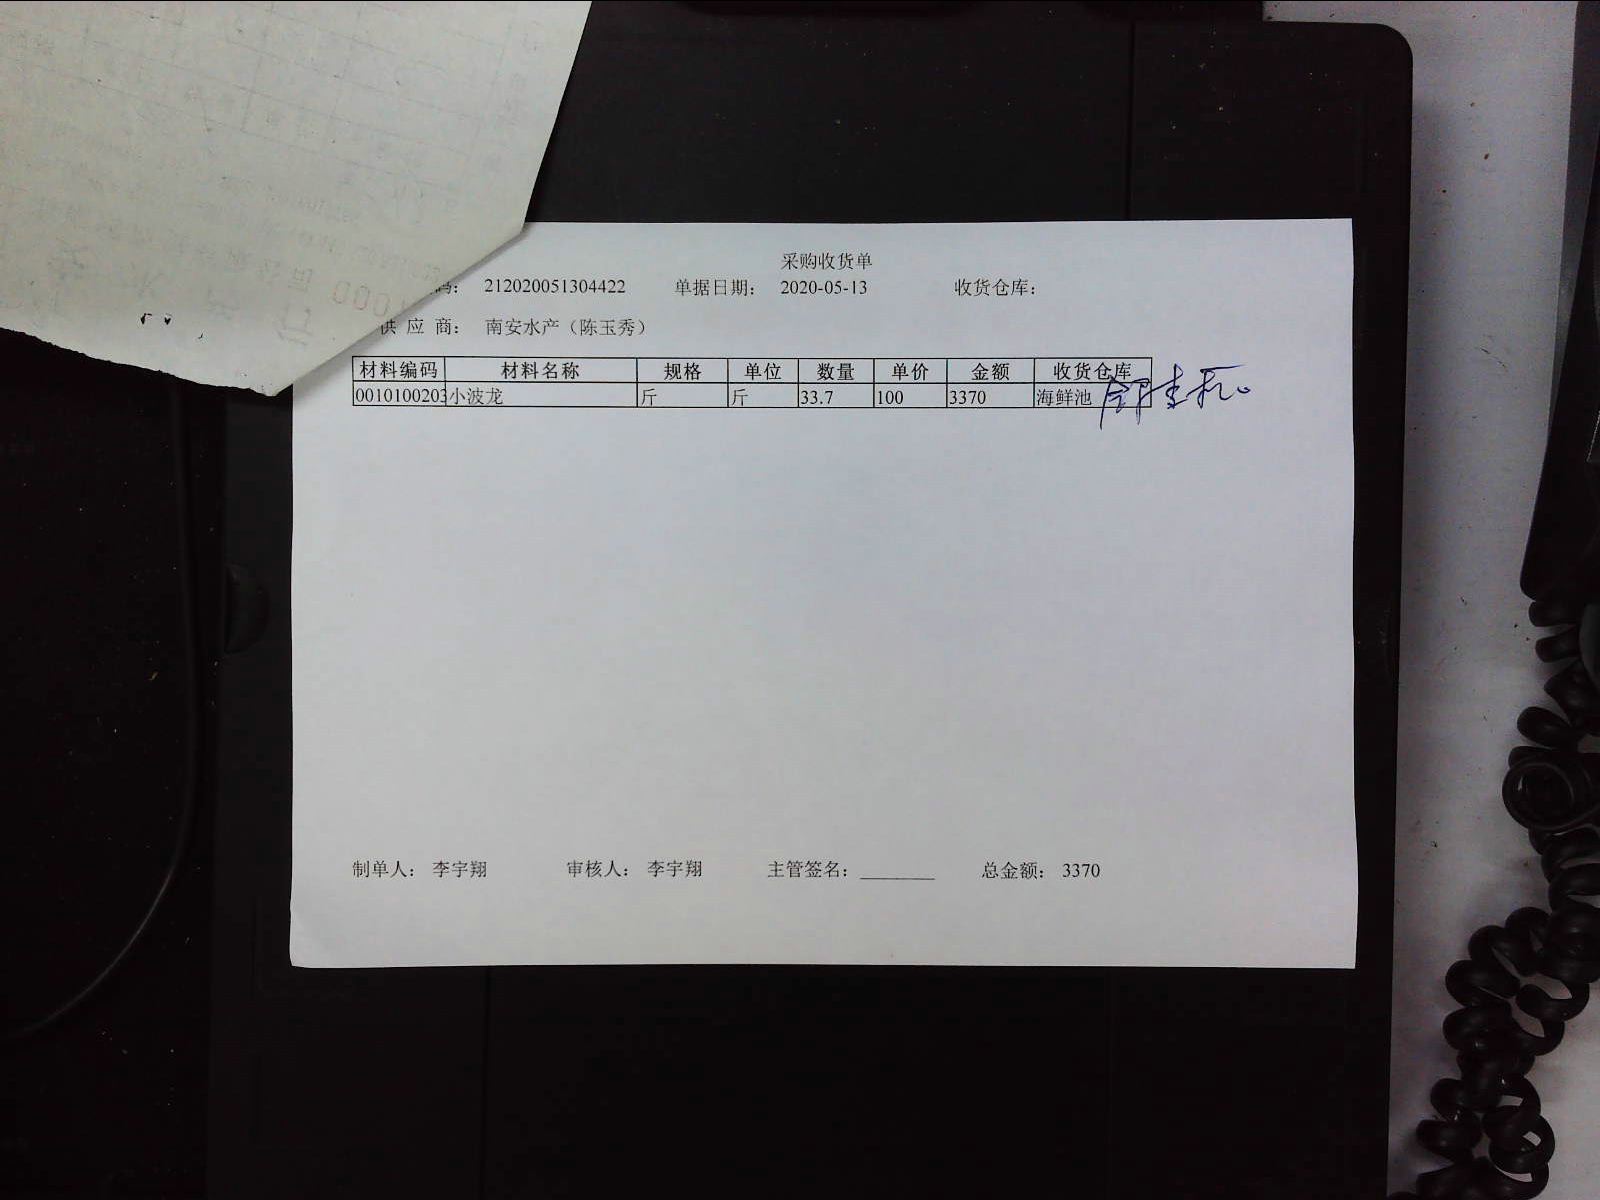 采购收货单
码： 212020051304422 单据日期： 2020-05-13 收货仓库：
供 应 商： 南安水产（陈玉秀）
材料编码 材料名称 规格 单位 数量 单价 金额 收货仓库
0010100203 小波龙 斤 斤 33.7 100 3370 海鲜池
制单人： 李宇翔 审核人： 李宇翔 主管签名：________ 总金额： 3370